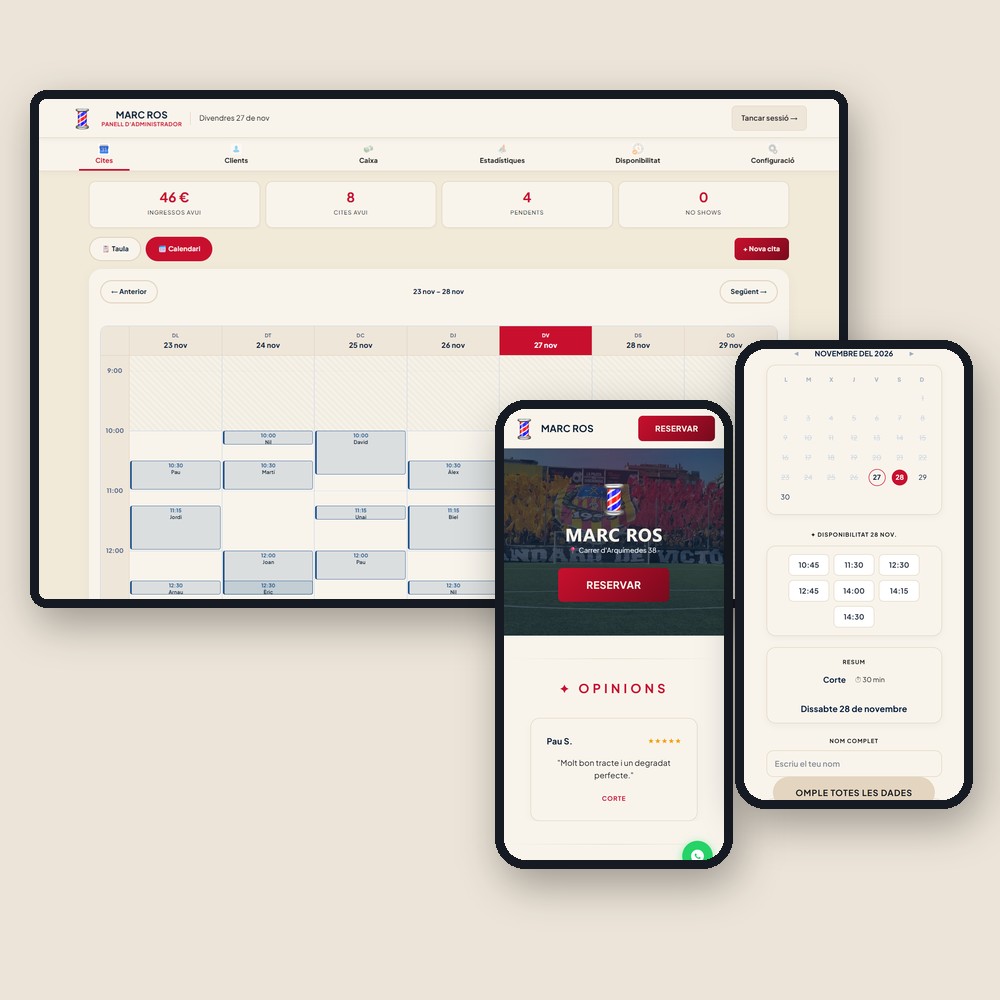 MARC ROS
PANELL D'ADMINISTRADOR
Divendres 27 de nov
Tancar sessió →
Cites
Clients
Caixa
Estadístiques
Disponibilitat
Configuració
46 €
INGRESSOS AVUI
8
CITES AVUI
4
PENDENTS
0
NO SHOWS
Taula
Calendari
+ Nova cita
← Anterior
23 nov – 28 nov
Següent →
DL DT DC DJ DV DS DG
23 nov 24 nov 25 nov 26 nov 27 nov 28 nov 29 nov
9:00
10:00
10:00 Nil
10:00 David
10:30 Pau
10:30 Martí
10:30 Àlex
11:00
11:15 Jordi
11:15 Unai
11:15 Biel
12:00
12:00 Joan
12:00 Pau
12:30 Arnau
12:30 Èric
12:30 Nil
MARC ROS
RESERVAR
MARC ROS
Carrer d'Arquimedes 38
RESERVAR
✦ OPINIONS
Pau S.
★★★★★
"Molt bon tracte i un degradat
perfecte."
CORTE
◄ NOVEMBRE DEL 2026 ►
L M X J V S D
1
2 3 4 5 6 7 8
9 10 11 12 13 14 15
16 17 18 19 20 21 22
23 24 25 26 27 28 29
30
✦ DISPONIBILITAT 28 NOV.
10:45 11:30 12:30
12:45 14:00 14:15
14:30
RESUM
Corte 30 min
Dissabte 28 de novembre
NOM COMPLET
Escriu el teu nom
OMPLE TOTES LES DADES